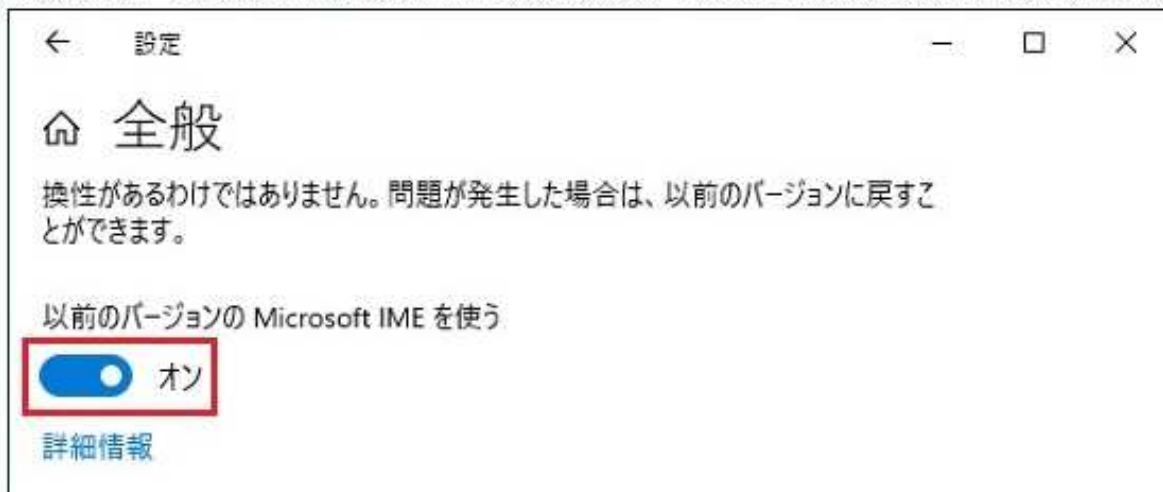 設定
全般
換性があるわけではありません。問題が発生した場合は、以前のバージョンに戻すこ
とができます。
以前のバージョンの Microsoft IME を使う
オン
詳細情報